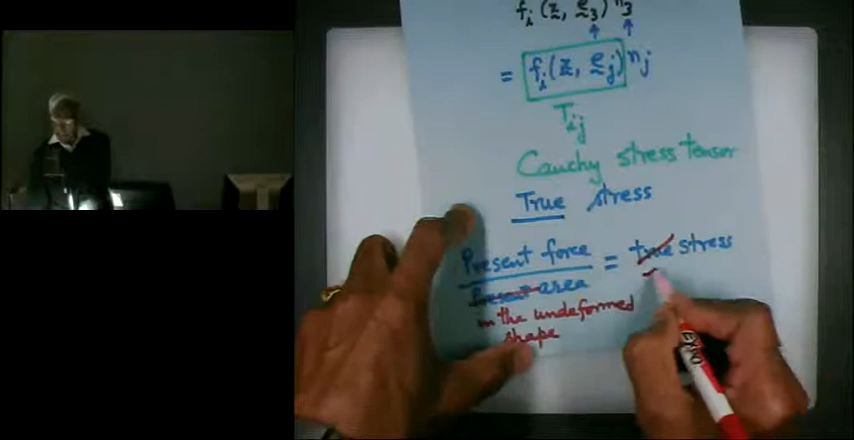 f_i (z, e_3) n_3
= f_i (z, e_j) n_j
T_ij
Cauchy stress tensor
True stress
Present force = true stress
Present area
in the undeformed
shape
EXPO